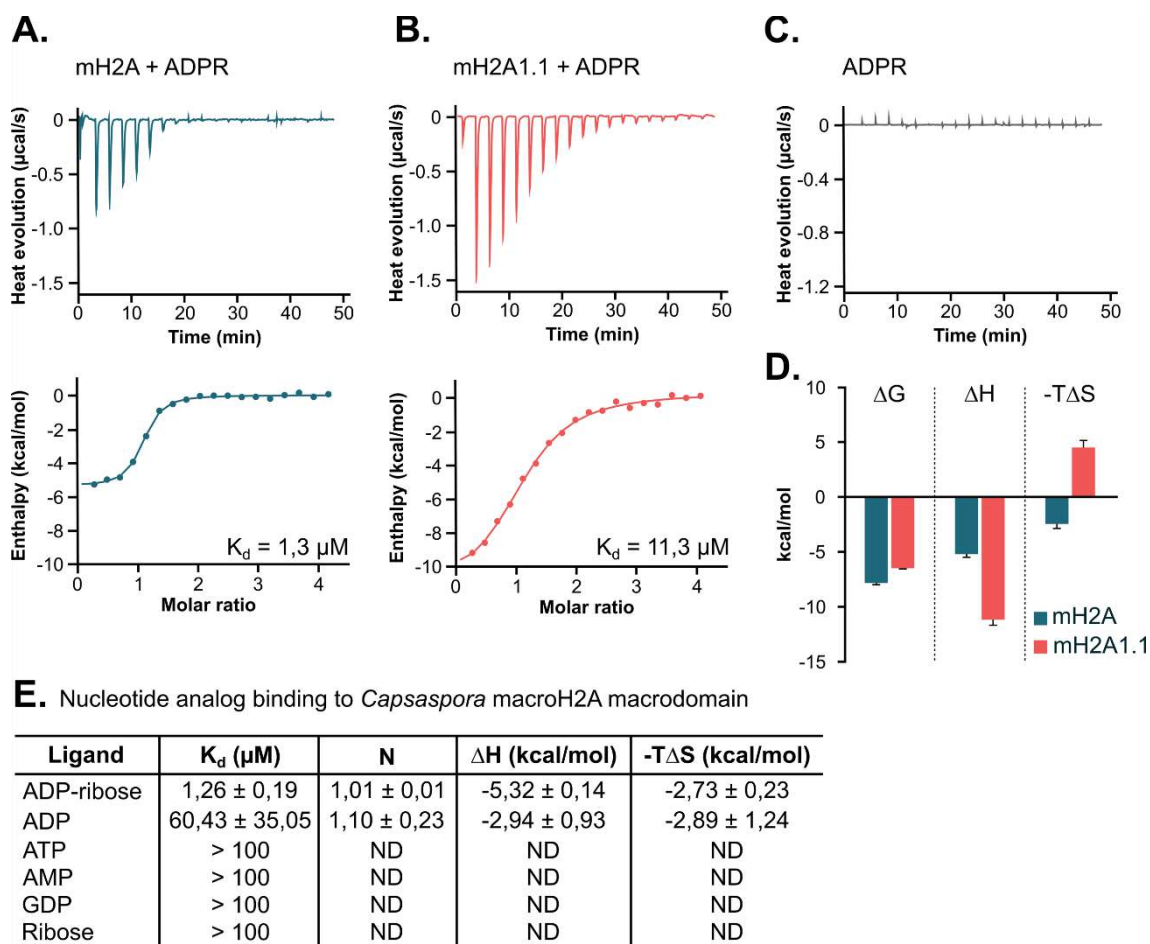 A.
mH2A + ADPR
Heat evolution (µcal/s)
0
-0.5
-1.0
-1.5
0 10 20 30 40 50
Time (min)
Enthalpy (kcal/mol)
0
-2
-4
-6
-8
-10
K_d = 1,3 µM
0 1 2 3 4
Molar ratio
B.
mH2A1.1 + ADPR
Heat evolution (µcal/s)
0
-0.5
-1.0
-1.5
0 10 20 30 40 50
Time (min)
Enthalpy (kcal/mol)
0
-2
-4
-6
-8
-10
K_d = 11,3 µM
0 1 2 3 4
Molar ratio
C.
ADPR
Heat evolution (µcal/s)
0
-0.4
-0.8
-1.2
0 10 20 30 40 50
Time (min)
D.
kcal/mol
10
5
0
-5
-10
-15
ΔG ΔH -TΔS
mH2A
mH2A1.1
E. Nucleotide analog binding to Capsaspora macroH2A macrodomain
Ligand K_d (µM) N ΔH (kcal/mol) -TΔS (kcal/mol)
ADP-ribose 1,26 ± 0,19 1,01 ± 0,01 -5,32 ± 0,14 -2,73 ± 0,23
ADP 60,43 ± 35,05 1,10 ± 0,23 -2,94 ± 0,93 -2,89 ± 1,24
ATP > 100 ND ND ND
AMP > 100 ND ND ND
GDP > 100 ND ND ND
Ribose > 100 ND ND ND